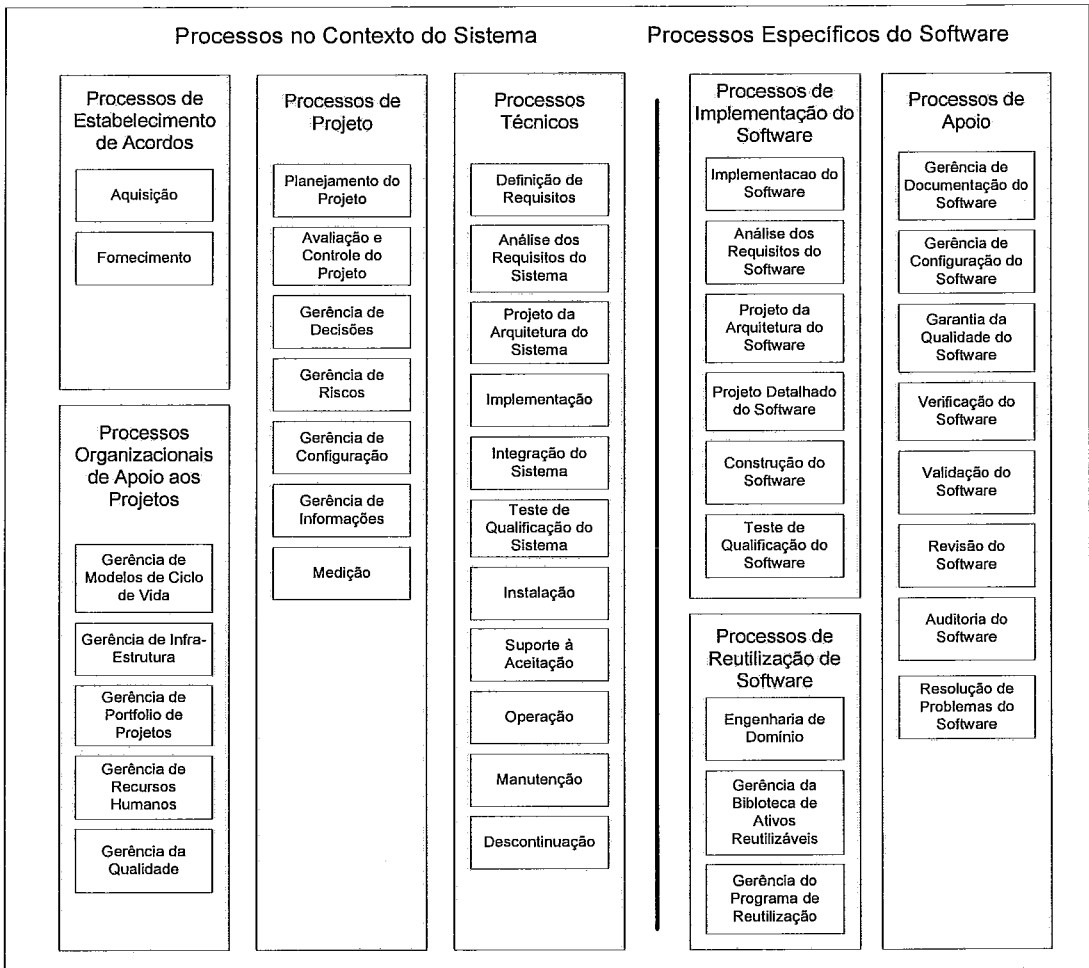 Processos no Contexto do Sistema
Processos Específicos do Software
Processos de
Estabelecimento
de Acordos
Aquisição
Fornecimento
Processos
Organizacionais
de Apoio aos
Projetos
Gerência de
Modelos de Ciclo
de Vida
Gerência de Infra-
Estrutura
Gerência de
Portfolio de
Projetos
Gerência de
Recursos
Humanos
Gerência da
Qualidade
Processos de
Projeto
Planejamento do
Projeto
Avaliação e
Controle do
Projeto
Gerência de
Decisões
Gerência de
Riscos
Gerência de
Configuração
Gerência de
Informações
Medição
Processos
Técnicos
Definição de
Requisitos
Análise dos
Requisitos do
Sistema
Projeto da
Arquitetura do
Sistema
Implementação
Integração do
Sistema
Teste de
Qualificação do
Sistema
Instalação
Suporte à
Aceitação
Operação
Manutenção
Descontinuação
Processos de
Implementação do
Software
Implementacao do
Software
Análise dos
Requisitos do
Software
Projeto da
Arquitetura do
Software
Projeto Detalhado
do Software
Construção do
Software
Teste de
Qualificação do
Software
Processos de
Reutilização de
Software
Engenharia de
Domínio
Gerência da
Biblioteca de
Ativos
Reutilizáveis
Gerência do
Programa de
Reutilização
Processos de
Apoio
Gerência de
Documentação do
Software
Gerência de
Configuração do
Software
Garantia da
Qualidade do
Software
Verificação do
Software
Validação do
Software
Revisão do
Software
Auditoria do
Software
Resolução de
Problemas do
Software